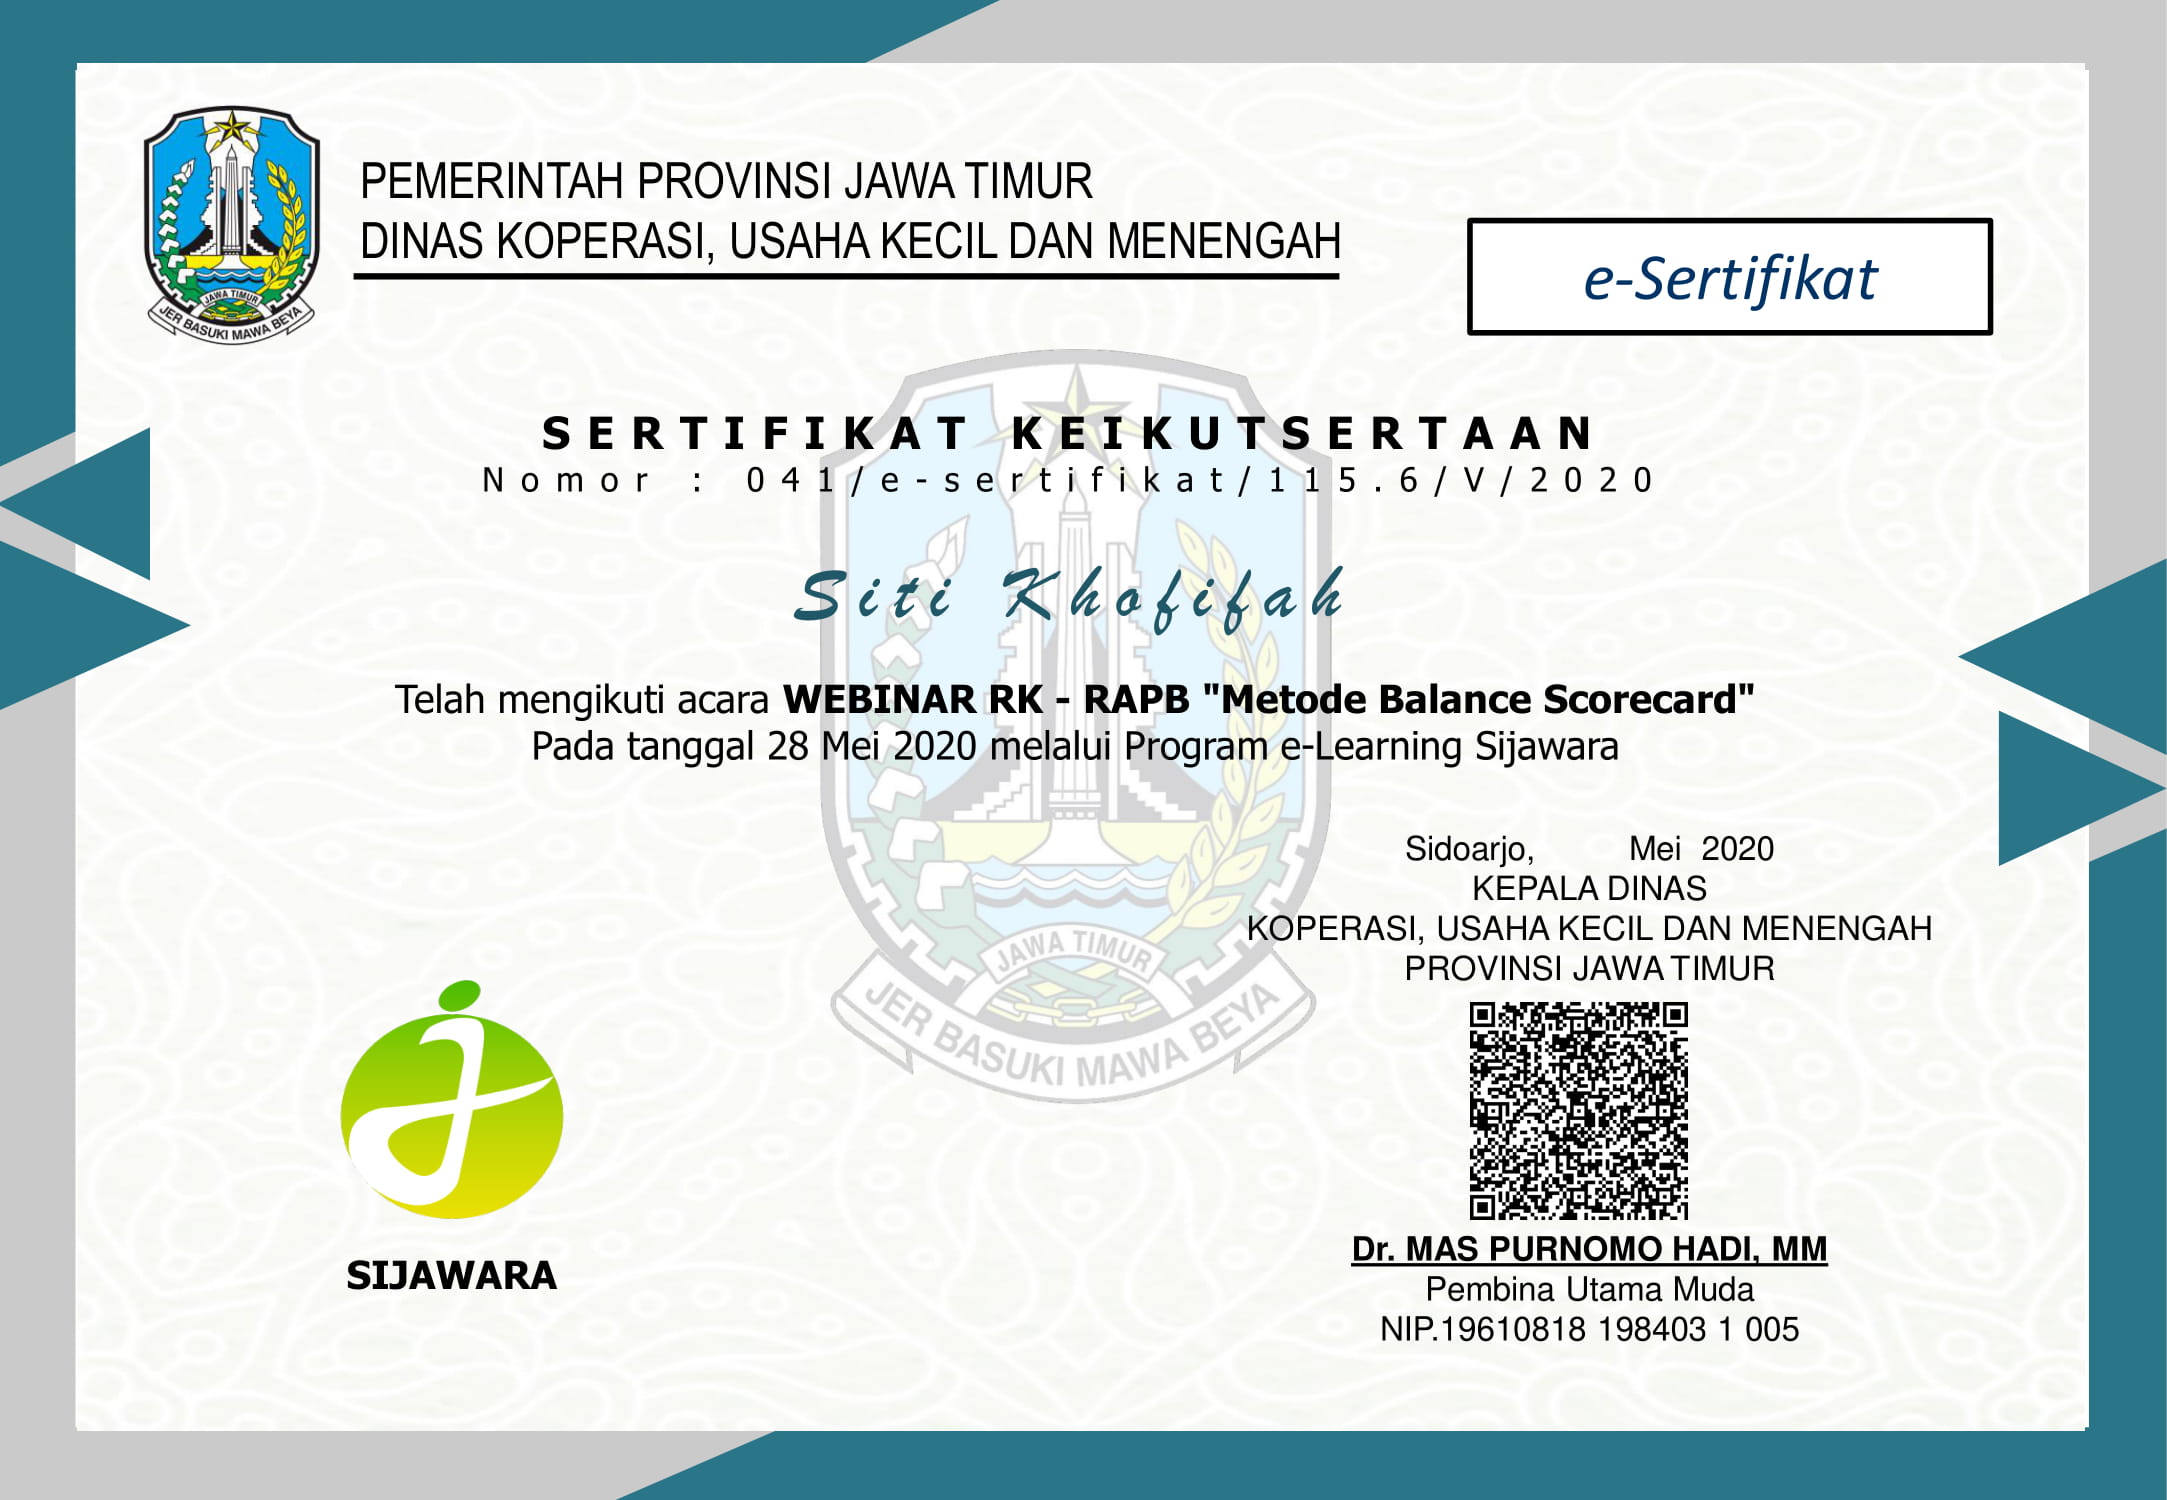 PEMERINTAH PROVINSI JAWA TIMUR
DINAS KOPERASI, USAHA KECIL DAN MENENGAH
JAWA TIMUR
JER BASUKI MAWA BEYA
e-Sertifikat
SERTIFIKAT KEIKUTSERTAAN
Nomor : 041/e-sertifikat/115.6/V/2020
Siti Khofifah
Telah mengikuti acara WEBINAR RK - RAPB "Metode Balance Scorecard"
Pada tanggal 28 Mei 2020 melalui Program e-Learning Sijawara
Sidoarjo, Mei 2020
KEPALA DINAS
KOPERASI, USAHA KECIL DAN MENENGAH
PROVINSI JAWA TIMUR
JAWA TIMUR
JER BASUKI MAWA BEYA
SIJAWARA
Dr. MAS PURNOMO HADI, MM
Pembina Utama Muda
NIP.19610818 198403 1 005